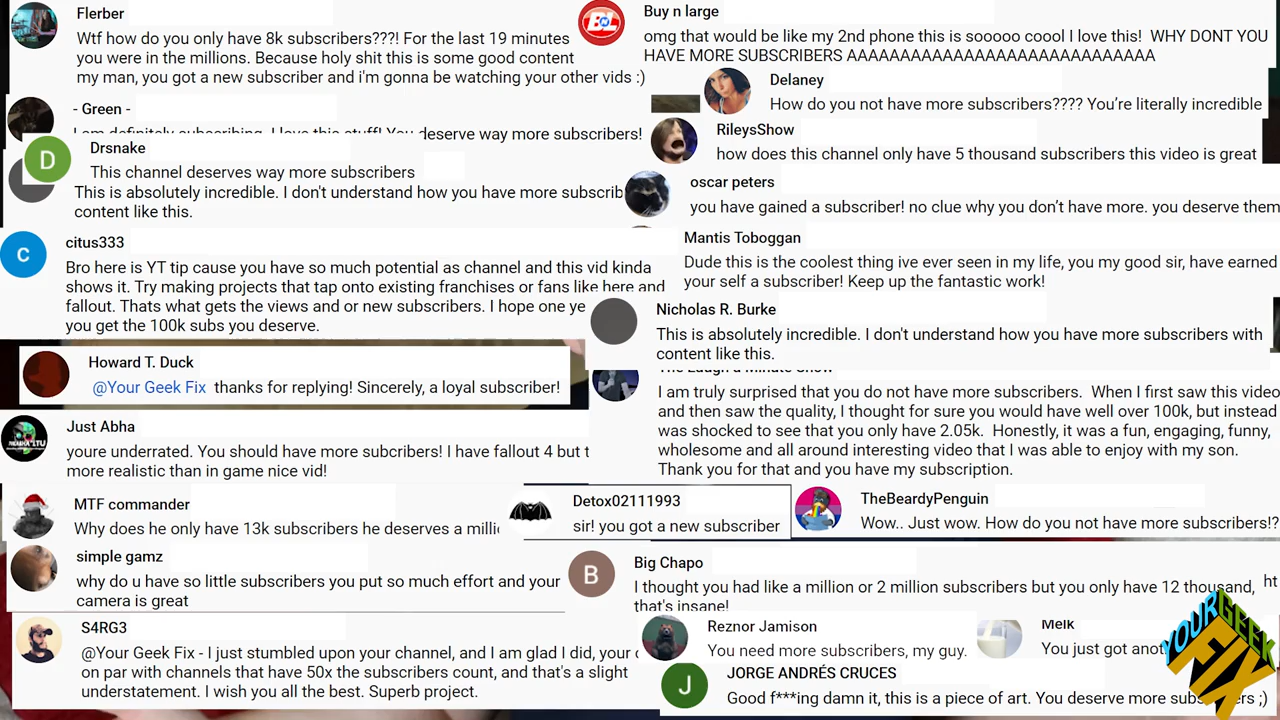 Flerber
Wtf how do you only have 8k subscribers???! For the last 19 minutes
you were in the millions. Because holy shit this is some good content
my man, you got a new subscriber and i'm gonna be watching your other vids :)
- Green -
I am definitely subscribing. I love this stuff! You deserve way more subscribers!
Drsnake
This channel deserves way more subscribers
This is absolutely incredible. I don't understand how you have more subscrib
content like this.
citus333
Bro here is YT tip cause you have so much potential as channel and this vid kinda
shows it. Try making projects that tap onto existing franchises or fans like here and
fallout. Thats what gets the views and or new subscribers. I hope one ye
you get the 100k subs you deserve.
Howard T. Duck
@Your Geek Fix thanks for replying! Sincerely, a loyal subscriber!
Just Abha
youre underrated. You should have more subcribers! I have fallout 4 but t
more realistic than in game nice vid!
MTF commander
Why does he only have 13k subscribers he deserves a millic
simple gamz
why do u have so little subscribers you put so much effort and your
camera is great
S4RG3
@Your Geek Fix - I just stumbled upon your channel, and I am glad I did, your
on par with channels that have 50x the subscribers count, and that's a slight
understatement. I wish you all the best. Superb project.
Buy n large
omg that would be like my 2nd phone this is sooooo coool I love this! WHY DONT YOU
HAVE MORE SUBSCRIBERS AAAAAAAAAAAAAAAAAAAAAAAAAAAAA
Delaney
How do you not have more subscribers???? You're literally incredible
RileysShow
how does this channel only have 5 thousand subscribers this video is great
oscar peters
you have gained a subscriber! no clue why you don't have more. you deserve them
Mantis Toboggan
Dude this is the coolest thing ive ever seen in my life, you my good sir, have earned
your self a subscriber! Keep up the fantastic work!
Nicholas R. Burke
This is absolutely incredible. I don't understand how you have more subscribers with
content like this.
The Laugh a Minute Show
I am truly surprised that you do not have more subscribers. When I first saw this video
and then saw the quality, I thought for sure you would have well over 100k, but instead
was shocked to see that you only have 2.05k. Honestly, it was a fun, engaging, funny,
wholesome and all around interesting video that I was able to enjoy with my son.
Thank you for that and you have my subscription.
Detox02111993
sir! you got a new subscriber
TheBeardyPenguin
Wow.. Just wow. How do you not have more subscribers!?
Big Chapo
I thought you had like a million or 2 million subscribers but you only have 12 thousand,
that's insane!
ht
Reznor Jamison
You need more subscribers, my guy.
Melk
You just got anot
JORGE ANDRÉS CRUCES
Good f***ing damn it, this is a piece of art. You deserve more subs ers ;)
YOUR GEEK
FIX